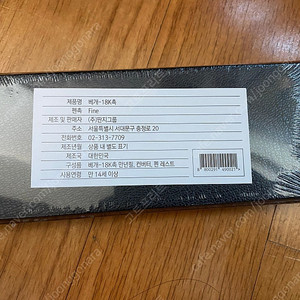 제품명 베개-18K촉
펜촉 Fine
제조 및 판매자 (주)만지그룹
주소 서울특별시 서대문구 충정로 20
전화번호 02-313-7709
제조년월 상품 내 별도 표기
제조국 대한민국
구성품 베개-18K촉 만년필, 컨버터, 펜 레스트
사용연령 만 14세 이상